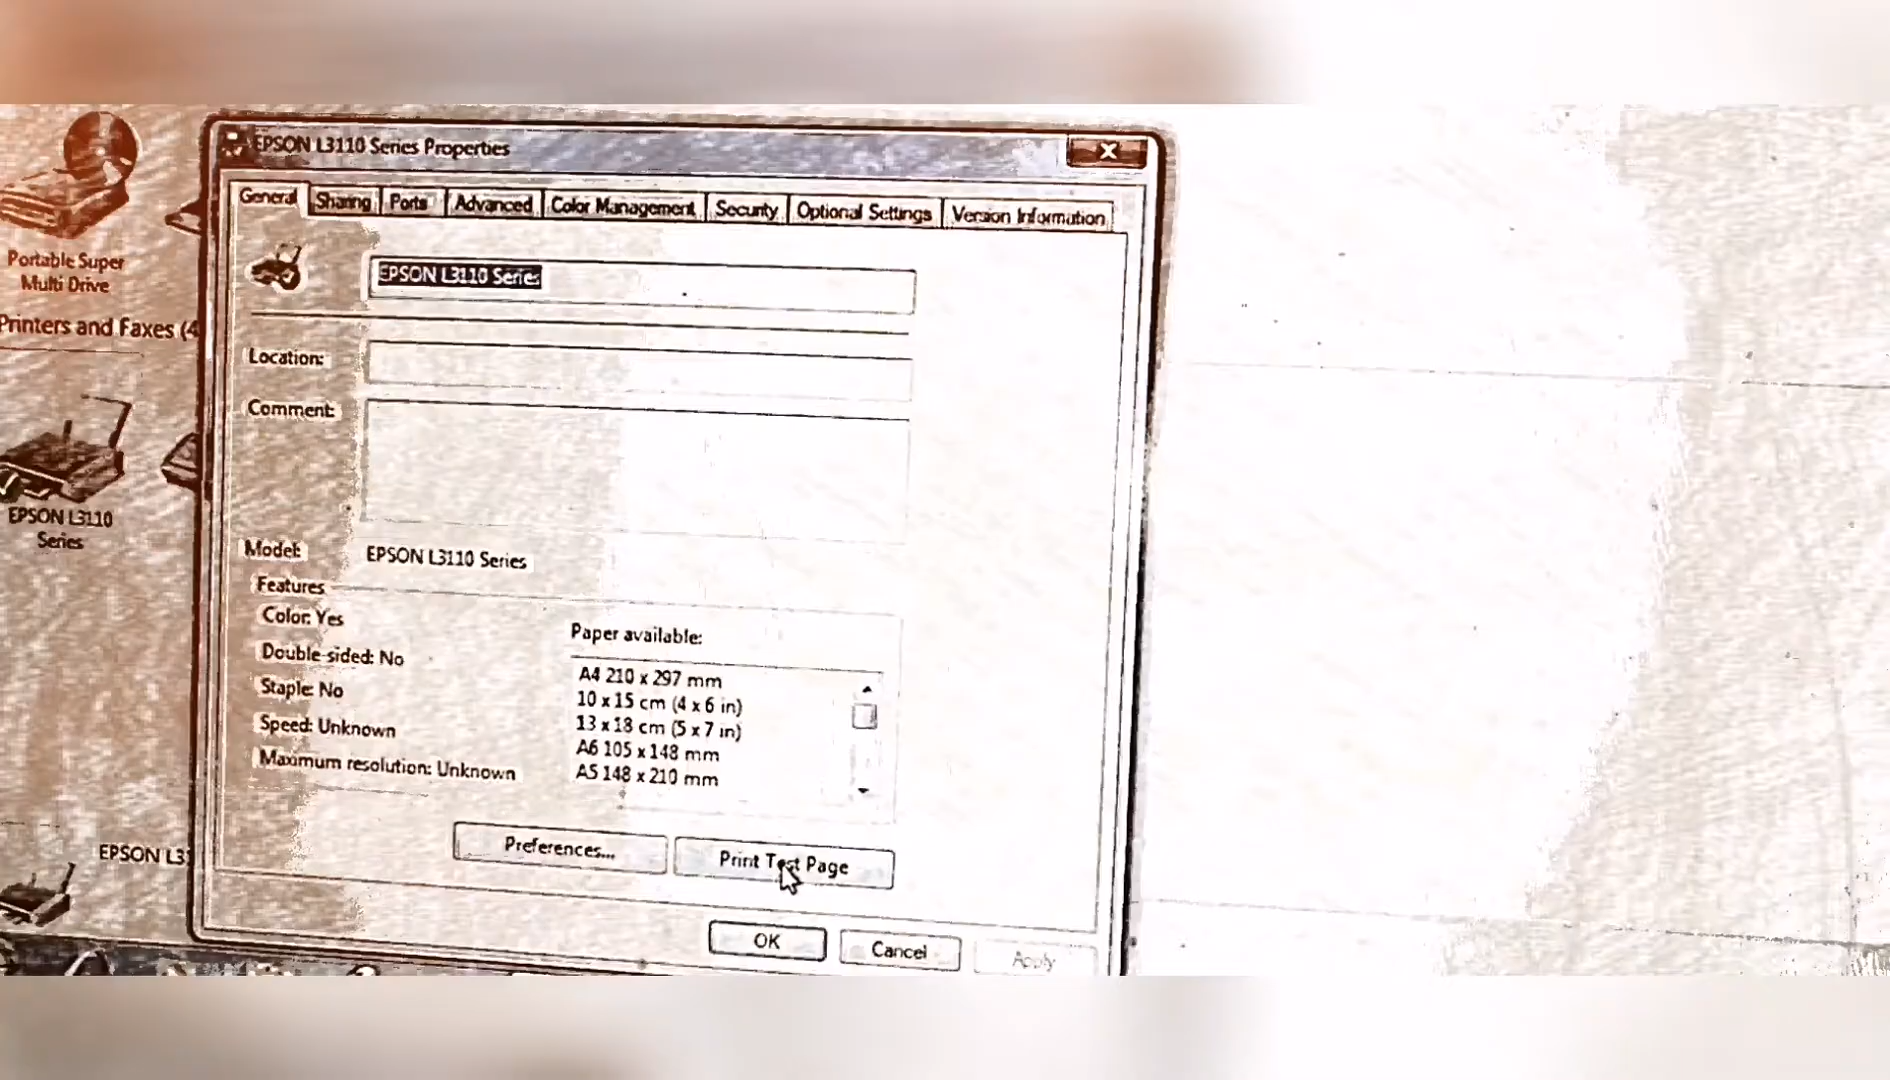 EPSON L3110 Series Properties
General Sharing Ports Advanced Color Management Security Optional Settings Version Information
Portable Super
Multi Drive
Printers and Faxes (4
EPSON L3110
Series
EPSON L3
EPSON L3110 Series
Location:
Comment:
Model: EPSON L3110 Series
Features
Color: Yes
Double-sided: No
Staple: No
Speed: Unknown
Maximum resolution: Unknown
Paper available:
A4 210 x 297 mm
10 x 15 cm (4 x 6 in)
13 x 18 cm (5 x 7 in)
A6 105 x 148 mm
A5 148 x 210 mm
Preferences...
Print Test Page
OK
Cancel
Apply